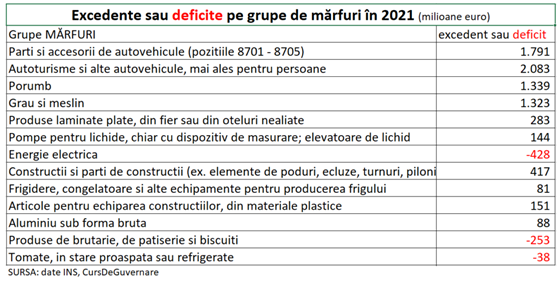 Excedente sau deficite pe grupe de mărfuri în 2021 (milioane euro)
Grupe MĂRFURI excedent sau deficit
Parti si accesorii de autovehicule (pozitiile 8701 - 8705) 1.791
Autoturisme si alte autovehicule, mai ales pentru persoane 2.083
Porumb 1.339
Grau si meslin 1.323
Produse laminate plate, din fier sau din oteluri nealiate 283
Pompe pentru lichide, chiar cu dispozitiv de masurare; elevatoare de lichid 144
Energie electrica -428
Constructii si parti de constructii (ex. elemente de poduri, ecluze, turnuri, piloni 417
Frigidere, congelatoare si alte echipamente pentru producerea frigului 81
Articole pentru echiparea constructiilor, din materiale plastice 151
Aluminiu sub forma bruta 88
Produse de brutarie, de patiserie si biscuiti -253
Tomate, in stare proaspata sau refrigerate -38
SURSA: date INS, CursDeGuvernare